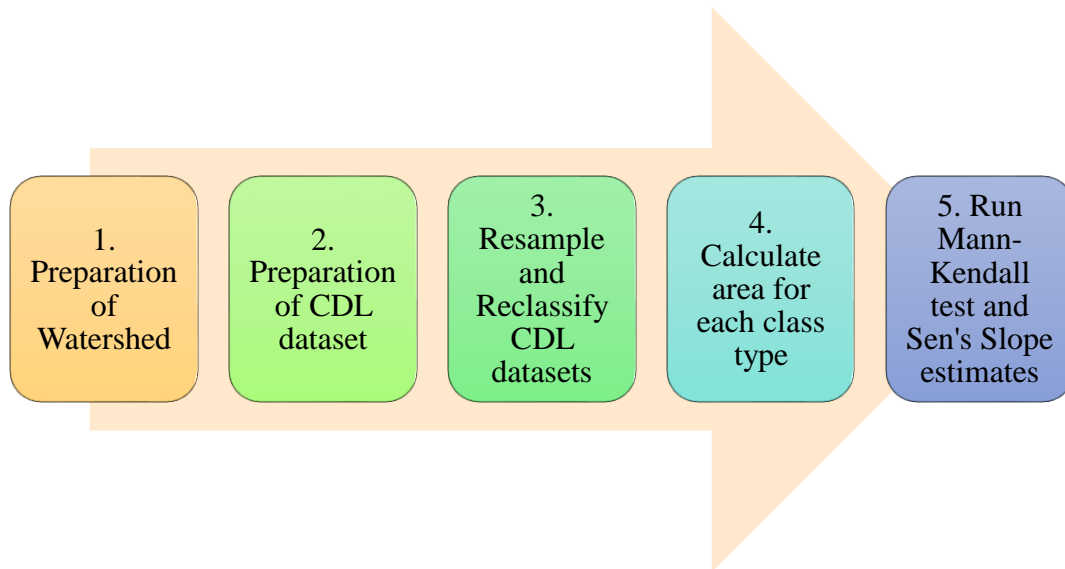 1.
Preparation
of
Watershed
2.
Preparation
of CDL
dataset
3.
Resample
and
Reclassify
CDL
datasets
4.
Calculate
area for
each class
type
5. Run
Mann-
Kendall
test and
Sen's Slope
estimates